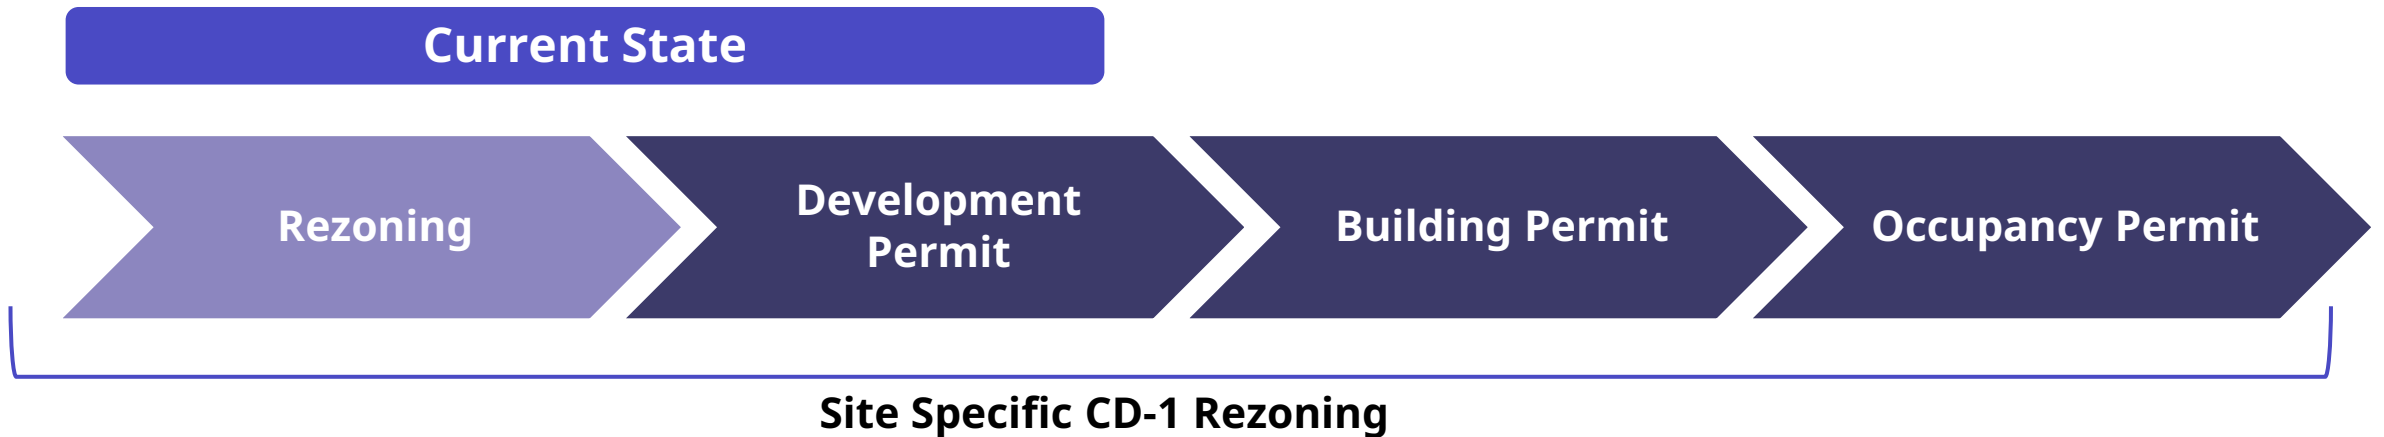 Current State
Rezoning
Development
Permit
Building Permit
Occupancy Permit
Site Specific CD-1 Rezoning